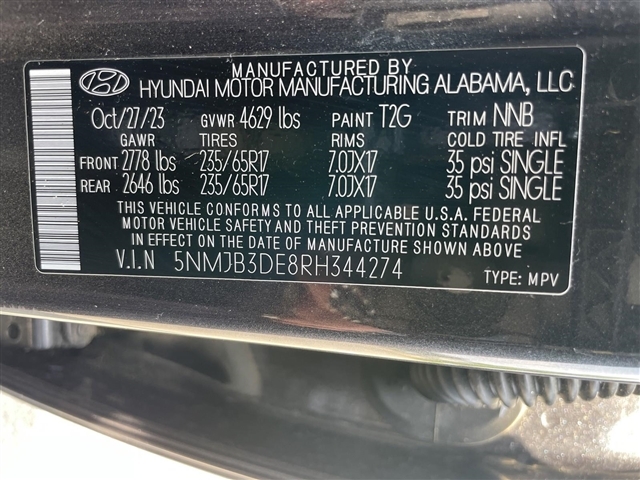 MANUFACTURED BY
HYUNDAI MOTOR MANUFACTURING ALABAMA, LLC
Oct/27/23 GVWR 4629 lbs PAINT T2G TRIM NNB
GAWR TIRES RIMS COLD TIRE INFL
FRONT 2778 lbs 235/65R17 7.0JX17 35 psi SINGLE
REAR 2646 lbs 235/65R17 7.0JX17 35 psi SINGLE
THIS VEHICLE CONFORMS TO ALL APPLICABLE U.S.A. FEDERAL
MOTOR VEHICLE SAFETY AND THEFT PREVENTION STANDARDS
IN EFFECT ON THE DATE OF MANUFACTURE SHOWN ABOVE
V.I.N 5NMJB3DE8RH344274 TYPE: MPV